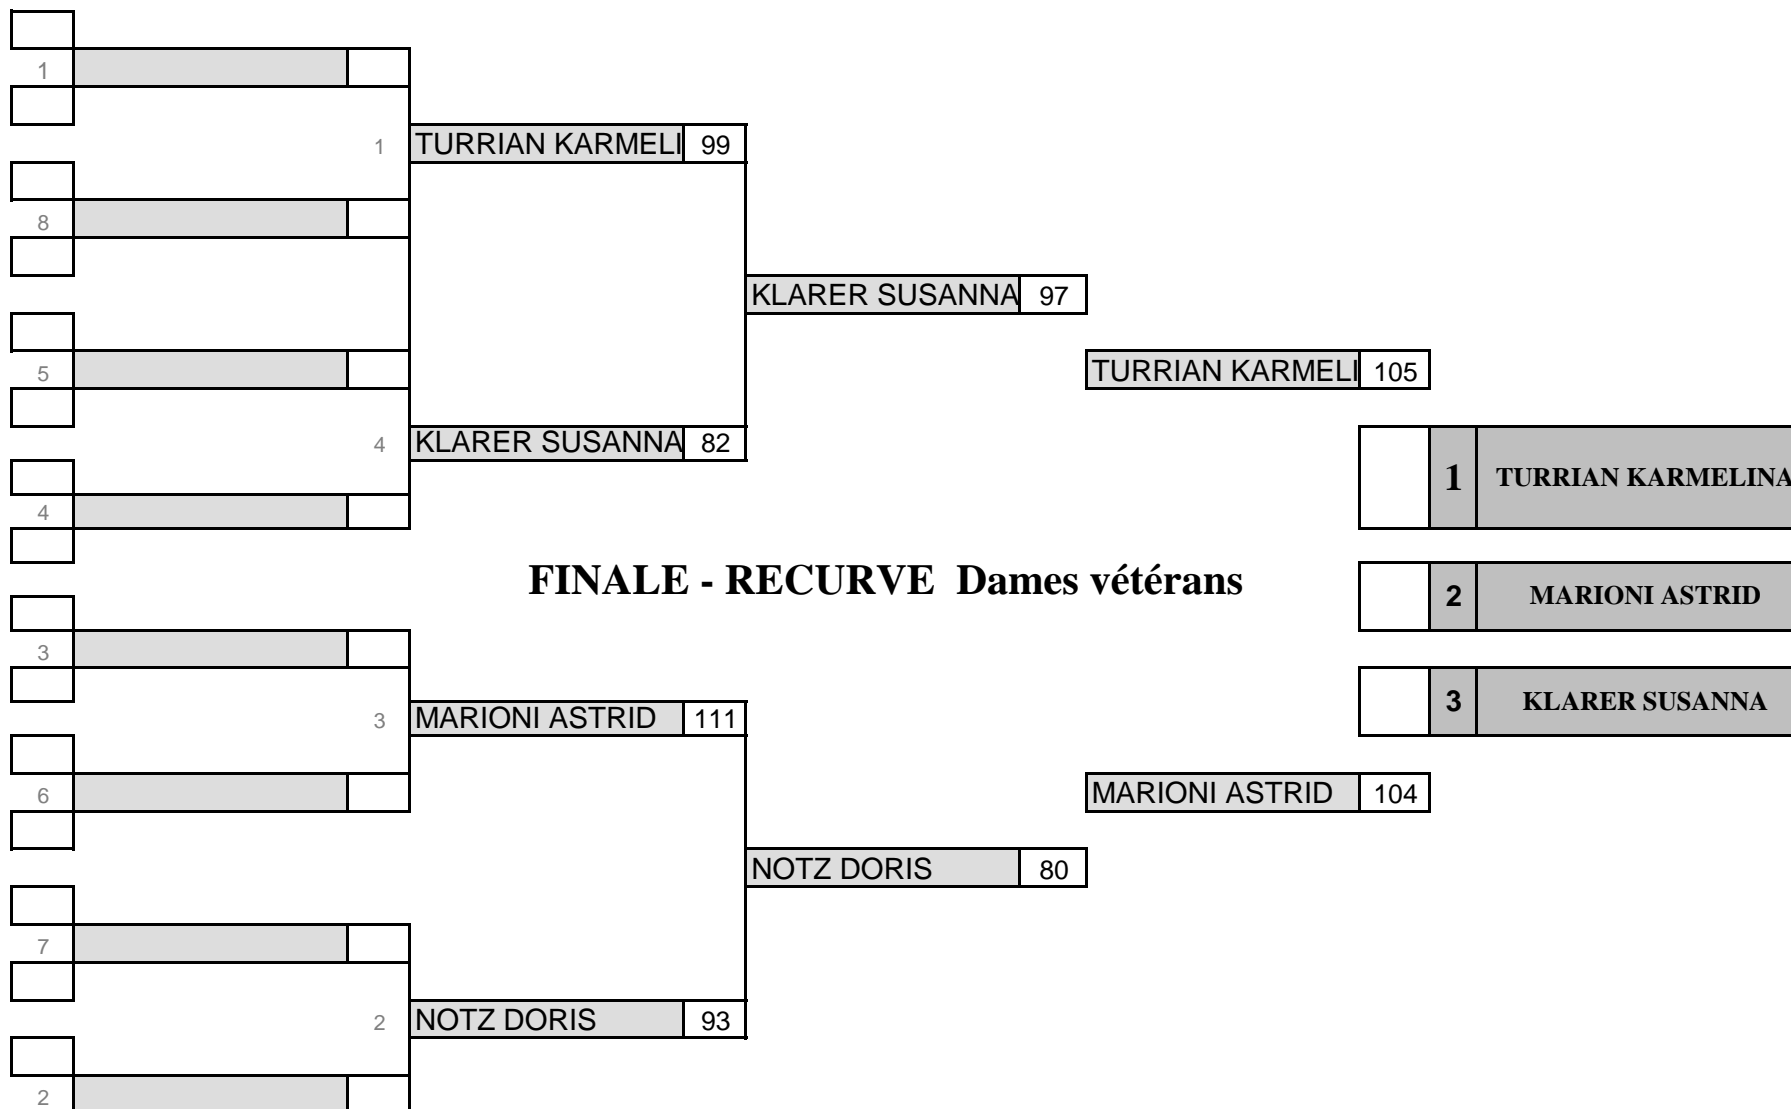 1
1 TURRIAN KARMELI 99
8
KLARER SUSANNA 97
5
TURRIAN KARMELI 105
4 KLARER SUSANNA 82
1 TURRIAN KARMELINA
4
FINALE - RECURVE Dames vétérans
2 MARIONI ASTRID
3
3 KLARER SUSANNA
3 MARIONI ASTRID 111
6
MARIONI ASTRID 104
NOTZ DORIS 80
7
2 NOTZ DORIS 93
2